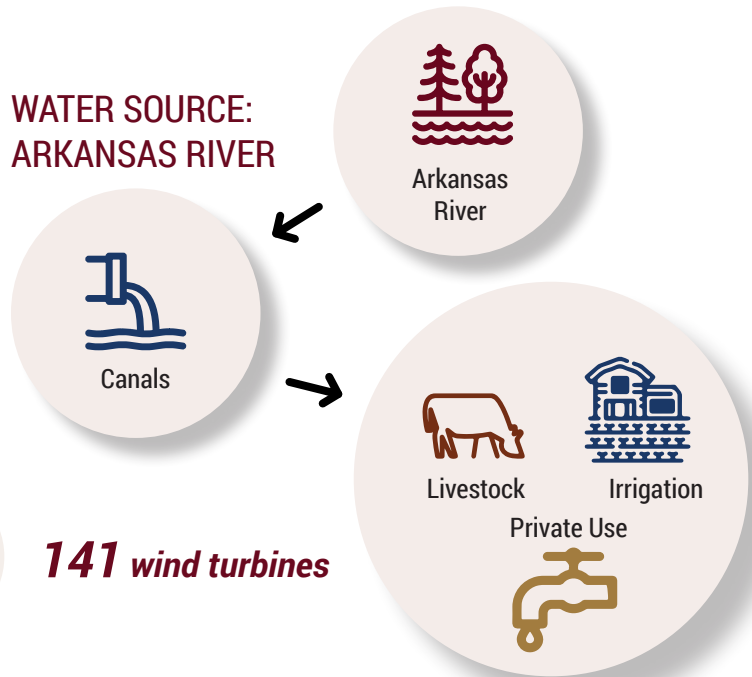 WATER SOURCE:
ARKANSAS RIVER
Arkansas
River
Canals
Livestock
Irrigation
Private Use
141 wind turbines